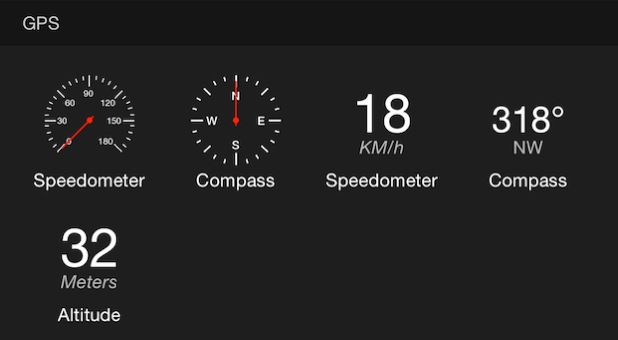 GPS
90
60 120
30 150
0 180
N
W E
S
Speedometer
Compass
18
KM/h
Speedometer
318°
NW
Compass
32
Meters
Altitude